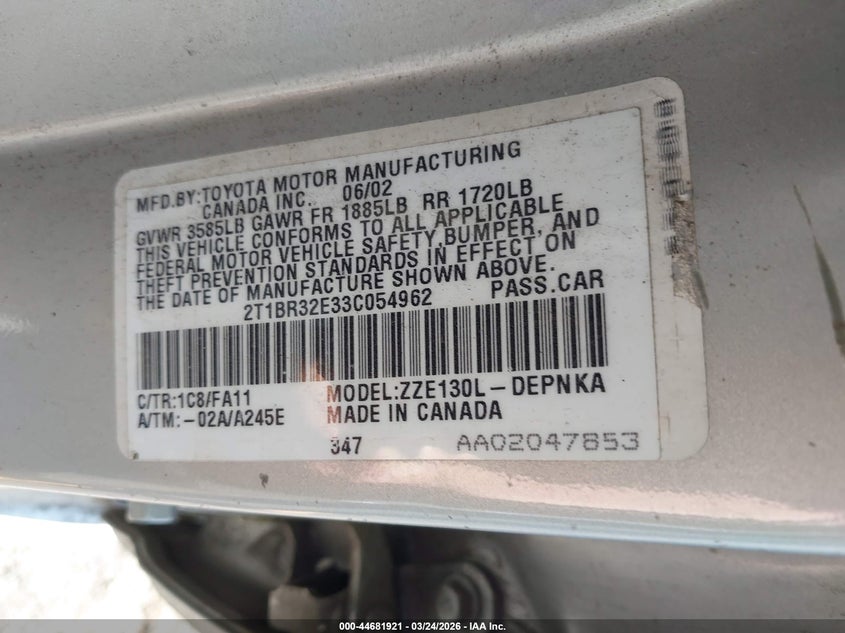 MFD.BY:TOYOTA MOTOR MANUFACTURING
CANADA INC. 06/02
GVWR 3585LB GAWR FR 1885LB RR 1720LB
THIS VEHICLE CONFORMS TO ALL APPLICABLE
FEDERAL MOTOR VEHICLE SAFETY,BUMPER, AND
THEFT PREVENTION STANDARDS IN EFFECT ON
THE DATE OF MANUFACTURE SHOWN ABOVE.
2T1BR32E33C054962 PASS.CAR
C/TR:1C8/FA11 MODEL:ZZE130L-DEPNKA
A/TM:-02A/A245E MADE IN CANADA
347 AA02047853
000-44681921 | 03/24/2026 | IAA Inc.